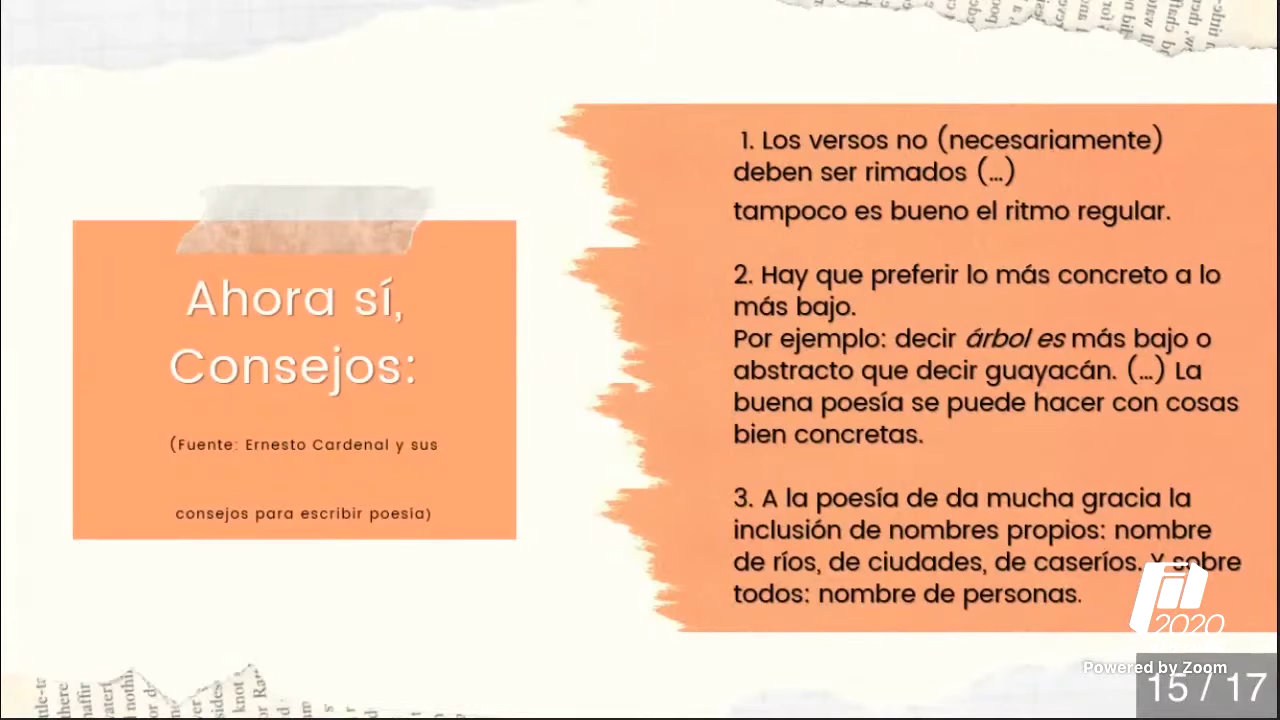 Ahora sí,
Consejos:
(Fuente: Ernesto Cardenal y sus
consejos para escribir poesía)
1. Los versos no (necesariamente)
deben ser rimados (...)
tampoco es bueno el ritmo regular.
2. Hay que preferir lo más concreto a lo
más bajo.
Por ejemplo: decir árbol es más bajo o
abstracto que decir guayacán. (...) La
buena poesía se puede hacer con cosas
bien concretas.
3. A la poesía de da mucha gracia la
inclusión de nombres propios: nombre
de ríos, de ciudades, de caseríos. Y sobre
todos: nombre de personas.
fil
2020
Powered by Zoom
15 / 17